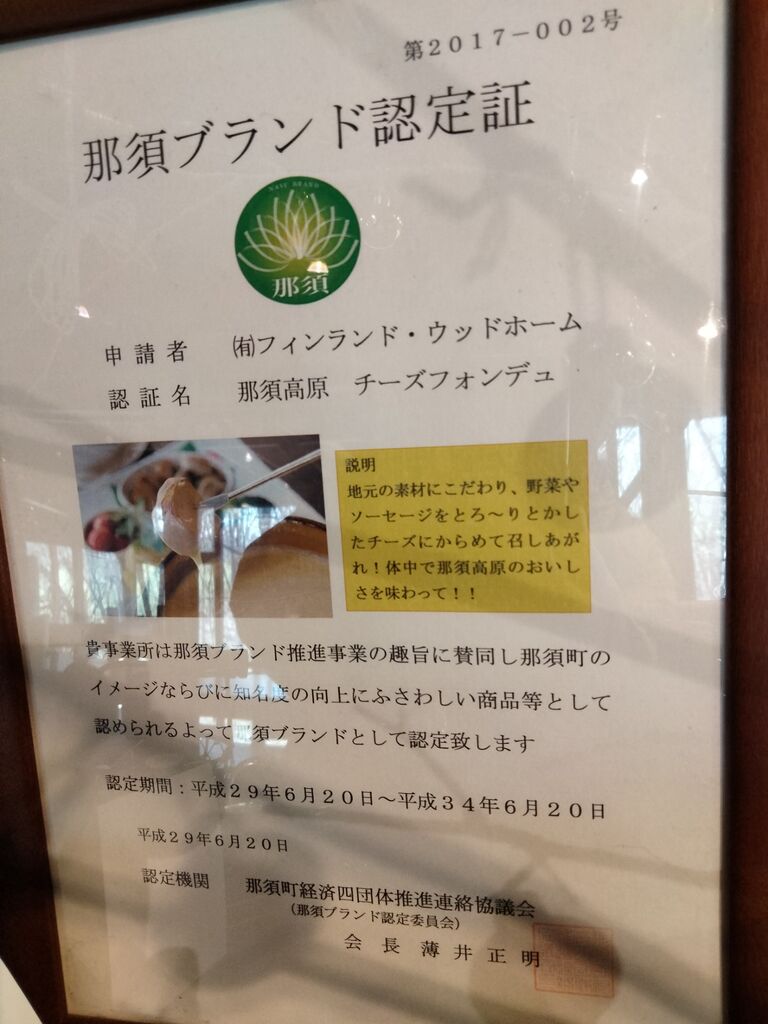 第２０１７－００２号
那須ブランド認定証
NASU BRAND
那須
申請者 ㈲フィンランド・ウッドホーム
認証名 那須高原 チーズフォンデュ
説明
地元の素材にこだわり、野菜や
ソーセージをとろ～りとかし
たチーズにからめて召しあが
れ！体中で那須高原のおいし
さを味わって！！
貴事業所は那須ブランド推進事業の趣旨に賛同し那須町の
イメージならびに知名度の向上にふさわしい商品等として
認められるよって那須ブランドとして認定致します
認定期間：平成２９年６月２０日～平成３４年６月２０日
平成２９年６月２０日
認定機関 那須町経済四団体推進連絡協議会
(那須ブランド認定委員会)
会長 薄井正明